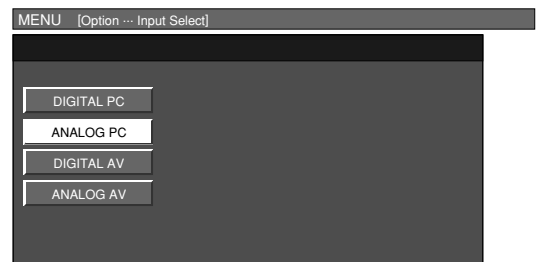 MENU [Option ··· Input Select]
DIGITAL PC
ANALOG PC
DIGITAL AV
ANALOG AV